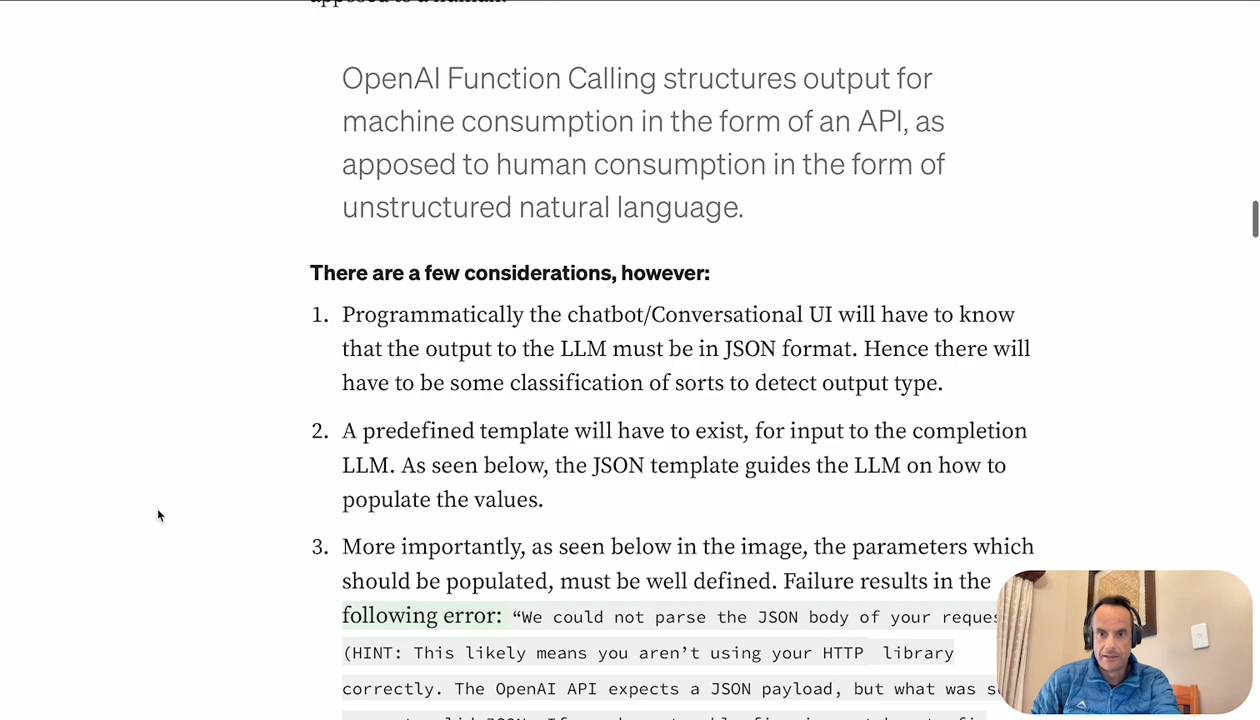 OpenAI Function Calling structures output for
machine consumption in the form of an API, as
apposed to human consumption in the form of
unstructured natural language.
There are a few considerations, however:
1. Programmatically the chatbot/Conversational UI will have to know
that the output to the LLM must be in JSON format. Hence there will
have to be some classification of sorts to detect output type.
2. A predefined template will have to exist, for input to the completion
LLM. As seen below, the JSON template guides the LLM on how to
populate the values.
3. More importantly, as seen below in the image, the parameters which
should be populated, must be well defined. Failure results in the
following error: “We could not parse the JSON body of your
(HINT: This likely means you aren’t using your HTTP library
correctly. The OpenAI API expects a JSON payload, but what was